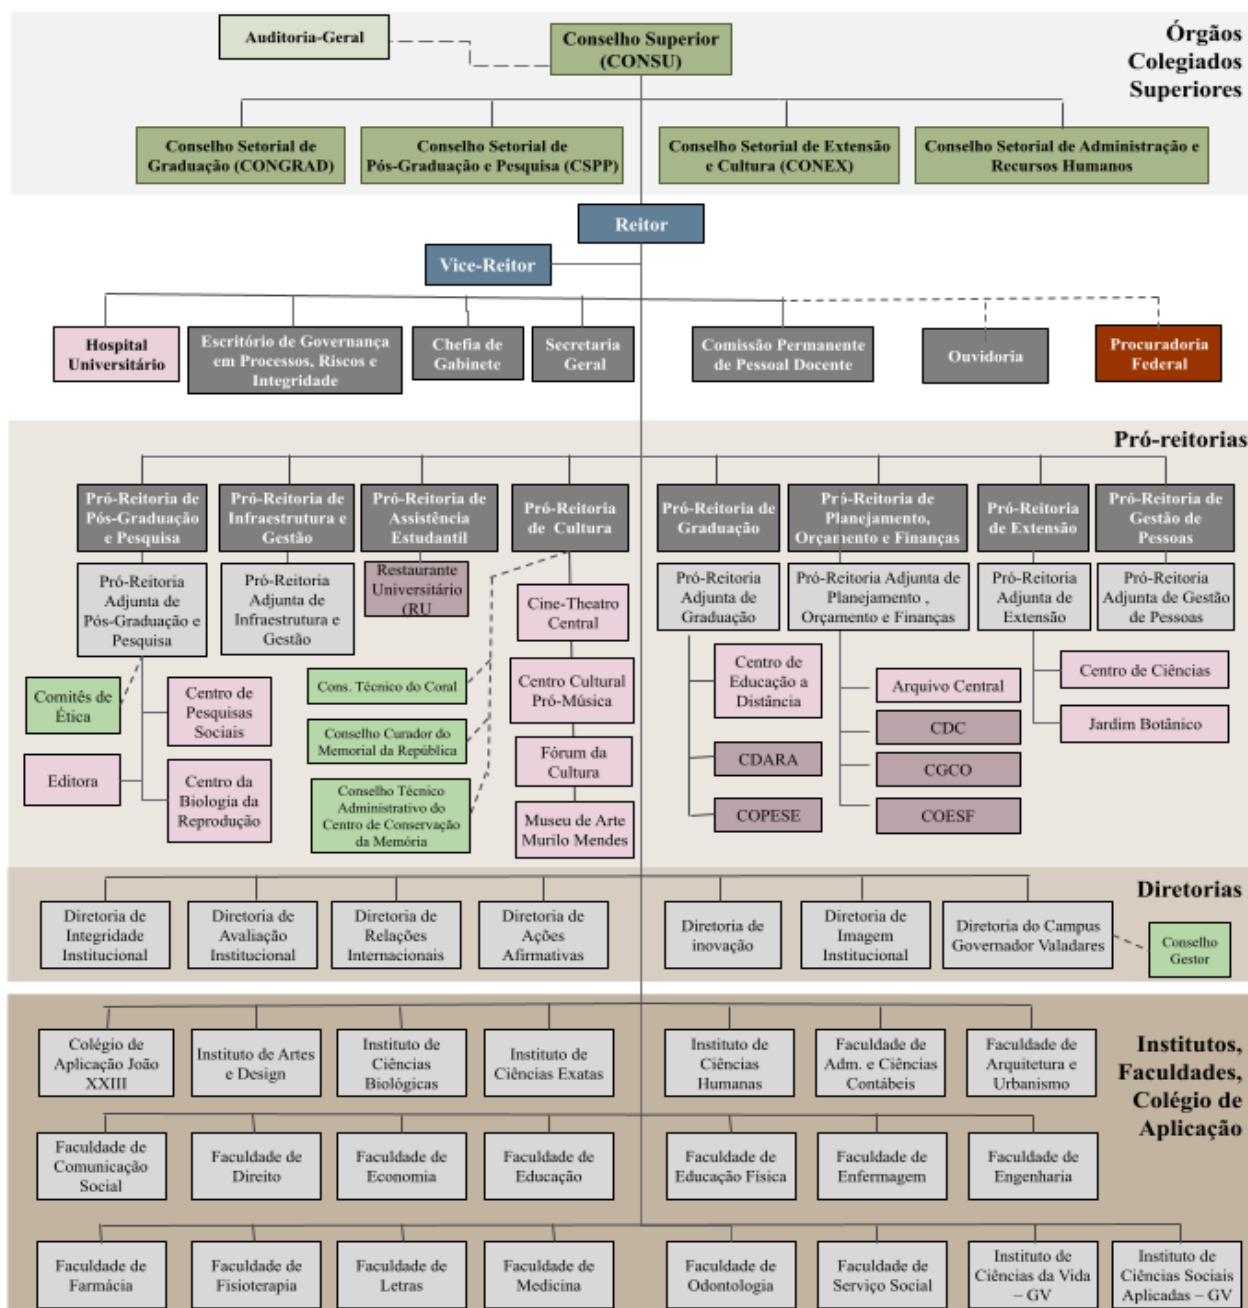 Auditoria-Geral
Conselho Superior
(CONSU)
Órgãos
Colegiados
Superiores
Conselho Setorial de
Graduação (CONGRAD)
Conselho Setorial de
Pós-Graduação e Pesquisa (CSPP)
Conselho Setorial de Extensão
e Cultura (CONEX)
Conselho Setorial de Administração e
Recursos Humanos
Reitor
Vice-Reitor
Hospital
Universitário
Escritório de Governança
em Processos, Riscos e
Integridade
Chefia de
Gabinete
Secretaria
Geral
Comissão Permanente
de Pessoal Docente
Ouvidoria
Procuradoria
Federal
Pró-reitorias
Pró-Reitoria de
Pós-Graduação
e Pesquisa
Pró-Reitoria de
Infraestrutura e
Gestão
Pró-Reitoria de
Assistência
Estudantil
Pró-Reitoria
de Cultura
Pró-Reitoria de
Graduação
Pró-Reitoria de
Planejamento,
Orçamento e Finanças
Pró-Reitoria
de Extensão
Pró-Reitoria de
Gestão de
Pessoas
Pró-Reitoria
Adjunta de
Pós-Graduação e
Pesquisa
Pró-Reitoria
Adjunta de
Infraestrutura e
Gestão
Restaurante
Universitário
(RU
Cine-Theatro
Central
Pró-Reitoria
Adjunta de
Graduação
Pró-Reitoria Adjunta de
Planejamento ,
Orçamento e Finanças
Pró-Reitoria
Adjunta de
Extensão
Pró-Reitoria
Adjunta de Gestão
de Pessoas
Comitês de
Ética
Centro de
Pesquisas
Sociais
Editora
Centro da
Biologia da
Reprodução
Cons. Técnico do Coral
Conselho Curador do
Memorial da República
Conselho Técnico
Administrativo do
Centro de Conservação
da Memória
Centro Cultural
Pró-Música
Fórum da
Cultura
Museu de Arte
Murilo Mendes
Centro de
Educação a
Distância
CDARA
COPESE
Arquivo Central
CDC
CGCO
COESF
Centro de Ciências
Jardim Botânico
Diretorias
Diretoria de
Integridade
Institucional
Diretoria de
Avaliação
Institucional
Diretoria de
Relações
Internacionais
Diretoria de
Ações
Afirmativas
Diretoria de
inovação
Diretoria de
Imagem
Institucional
Diretoria do Campus
Governador Valadares
Conselho
Gestor
Institutos,
Faculdades,
Colégio de
Aplicação
Colégio de
Aplicação João
XXIII
Instituto de Artes
e Design
Instituto de
Ciências
Biológicas
Instituto de
Ciências Exatas
Instituto de
Ciências
Humanas
Faculdade de
Adm. e Ciências
Contábeis
Faculdade de
Arquitetura e
Urbanismo
Faculdade de
Comunicação
Social
Faculdade de
Direito
Faculdade de
Economia
Faculdade de
Educação
Faculdade de
Educação Física
Faculdade de
Enfermagem
Faculdade de
Engenharia
Faculdade de
Farmácia
Faculdade de
Fisioterapia
Faculdade de
Letras
Faculdade de
Medicina
Faculdade de
Odontologia
Faculdade de
Serviço Social
Instituto de
Ciências da Vida
– GV
Instituto de
Ciências Sociais
Aplicadas – GV